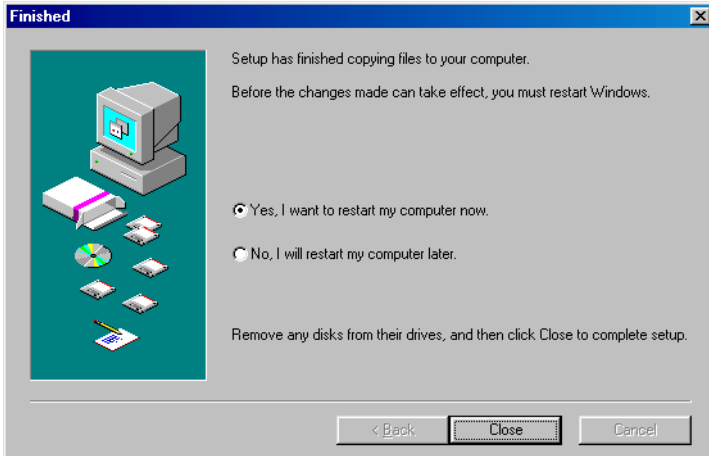 Finished
Setup has finished copying files to your computer.
Before the changes made can take effect, you must restart Windows.
Yes, I want to restart my computer now.
No, I will restart my computer later.
Remove any disks from their drives, and then click Close to complete setup.
< Back Close Cancel